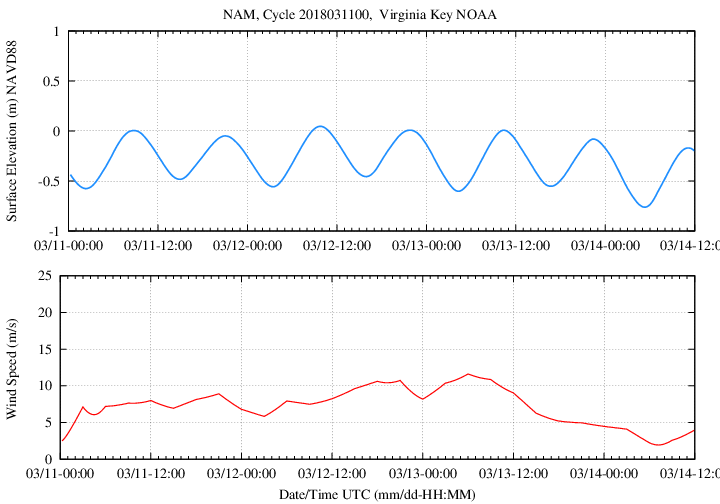 NAM, Cycle 2018031100, Virginia Key NOAA
Surface Elevation (m) NAVD88
1
0.5
0
-0.5
-1
03/11-00:00 03/11-12:00 03/12-00:00 03/12-12:00 03/13-00:00 03/13-12:00 03/14-00:00 03/14-12:0
Wind Speed (m/s)
25
20
15
10
5
0
03/11-00:00 03/11-12:00 03/12-00:00 03/12-12:00 03/13-00:00 03/13-12:00 03/14-00:00 03/14-12:0
Date/Time UTC (mm/dd-HH:MM)